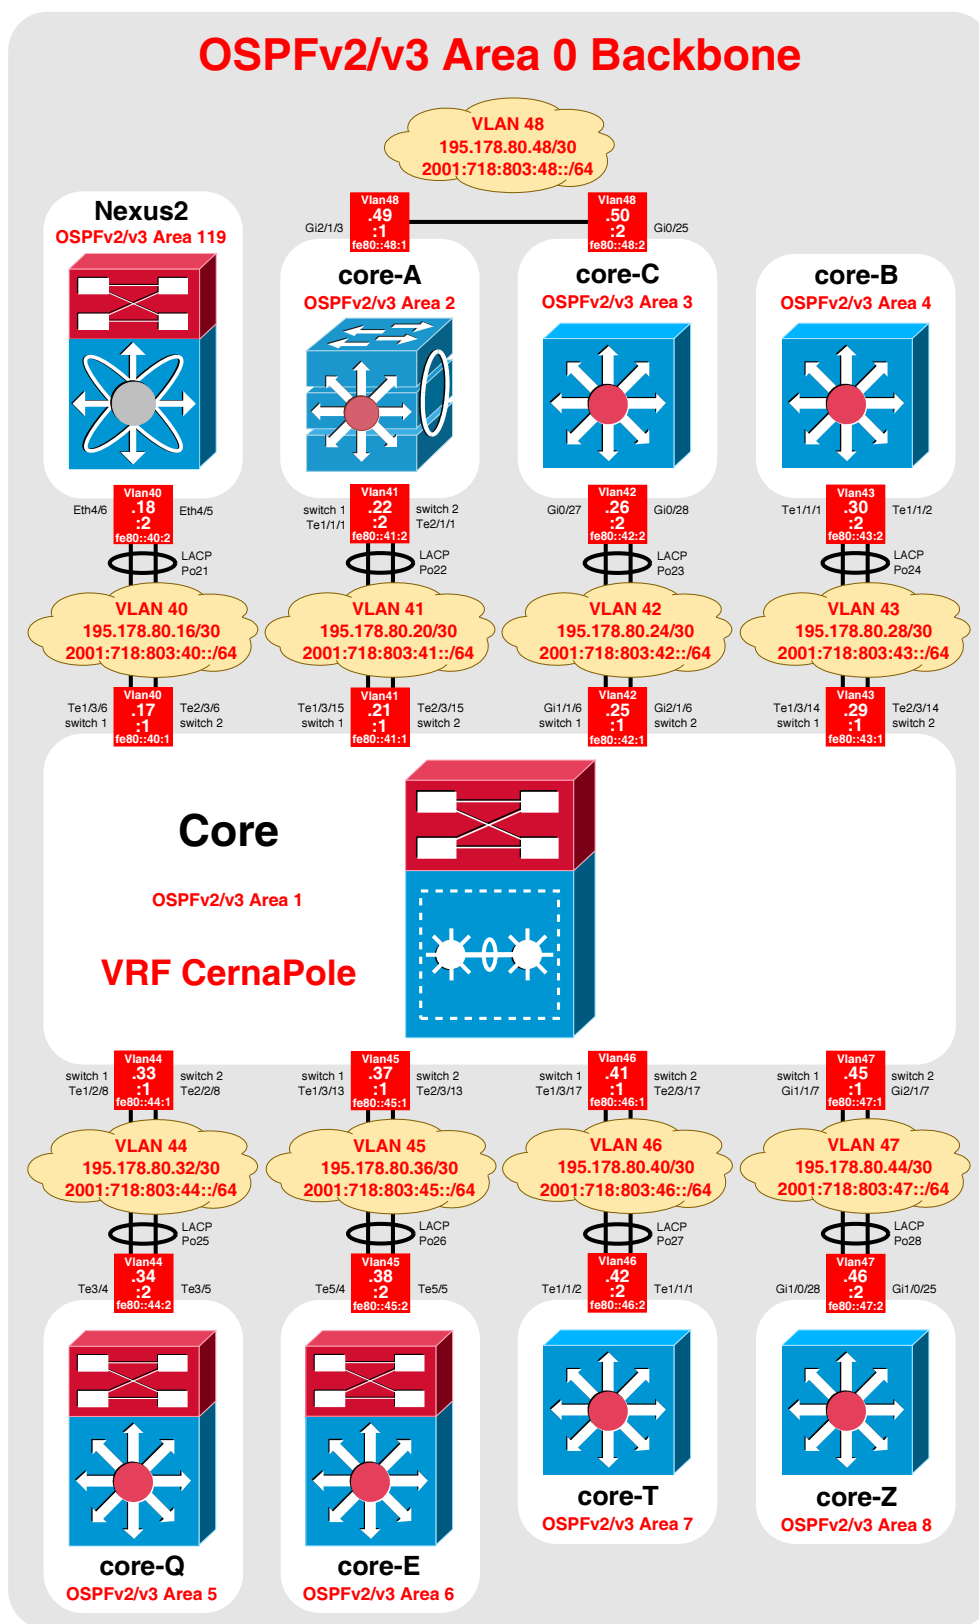 OSPFv2/v3 Area 0 Backbone
VLAN 48
195.178.80.48/30
2001:718:803:48::/64
Vlan48
.49
:1
fe80::48:1
Gi2/1/3
Vlan48
.50
:2
fe80::48:2
Gi0/25
Nexus2
OSPFv2/v3 Area 119
core-A
OSPFv2/v3 Area 2
core-C
OSPFv2/v3 Area 3
core-B
OSPFv2/v3 Area 4
Eth4/6
Vlan40
.18
:2
fe80::40:2
Eth4/5
switch 1
Te1/1/1
Vlan41
.22
:2
fe80::41:2
switch 2
Te2/1/1
Gi0/27
Vlan42
.26
:2
fe80::42:2
Gi0/28
Te1/1/1
Vlan43
.30
:2
fe80::43:2
Te1/1/2
LACP
Po21
LACP
Po22
LACP
Po23
LACP
Po24
VLAN 40
195.178.80.16/30
2001:718:803:40::/64
VLAN 41
195.178.80.20/30
2001:718:803:41::/64
VLAN 42
195.178.80.24/30
2001:718:803:42::/64
VLAN 43
195.178.80.28/30
2001:718:803:43::/64
Te1/3/6
switch 1
Vlan40
.17
:1
fe80::40:1
Te2/3/6
switch 2
Te1/3/15
switch 1
Vlan41
.21
:1
fe80::41:1
Te2/3/15
switch 2
Gi1/1/6
switch 1
Vlan42
.25
:1
fe80::42:1
Gi2/1/6
switch 2
Te1/3/14
switch 1
Vlan43
.29
:1
fe80::43:1
Te2/3/14
switch 2
Core
OSPFv2/v3 Area 1
VRF CernaPole
switch 1
Te1/2/8
Vlan44
.33
:1
fe80::44:1
switch 2
Te2/2/8
switch 1
Te1/3/13
Vlan45
.37
:1
fe80::45:1
switch 2
Te2/3/13
switch 1
Te1/3/17
Vlan46
.41
:1
fe80::46:1
switch 2
Te2/3/17
switch 1
Gi1/1/7
Vlan47
.45
:1
fe80::47:1
switch 2
Gi2/1/7
VLAN 44
195.178.80.32/30
2001:718:803:44::/64
VLAN 45
195.178.80.36/30
2001:718:803:45::/64
VLAN 46
195.178.80.40/30
2001:718:803:46::/64
VLAN 47
195.178.80.44/30
2001:718:803:47::/64
LACP
Po25
LACP
Po26
LACP
Po27
LACP
Po28
Te3/4
Vlan44
.34
:2
fe80::44:2
Te3/5
Te5/4
Vlan45
.38
:2
fe80::45:2
Te5/5
Te1/1/2
Vlan46
.42
:2
fe80::46:2
Te1/1/1
Gi1/0/28
Vlan47
.46
:2
fe80::47:2
Gi1/0/25
core-Q
OSPFv2/v3 Area 5
core-E
OSPFv2/v3 Area 6
core-T
OSPFv2/v3 Area 7
core-Z
OSPFv2/v3 Area 8